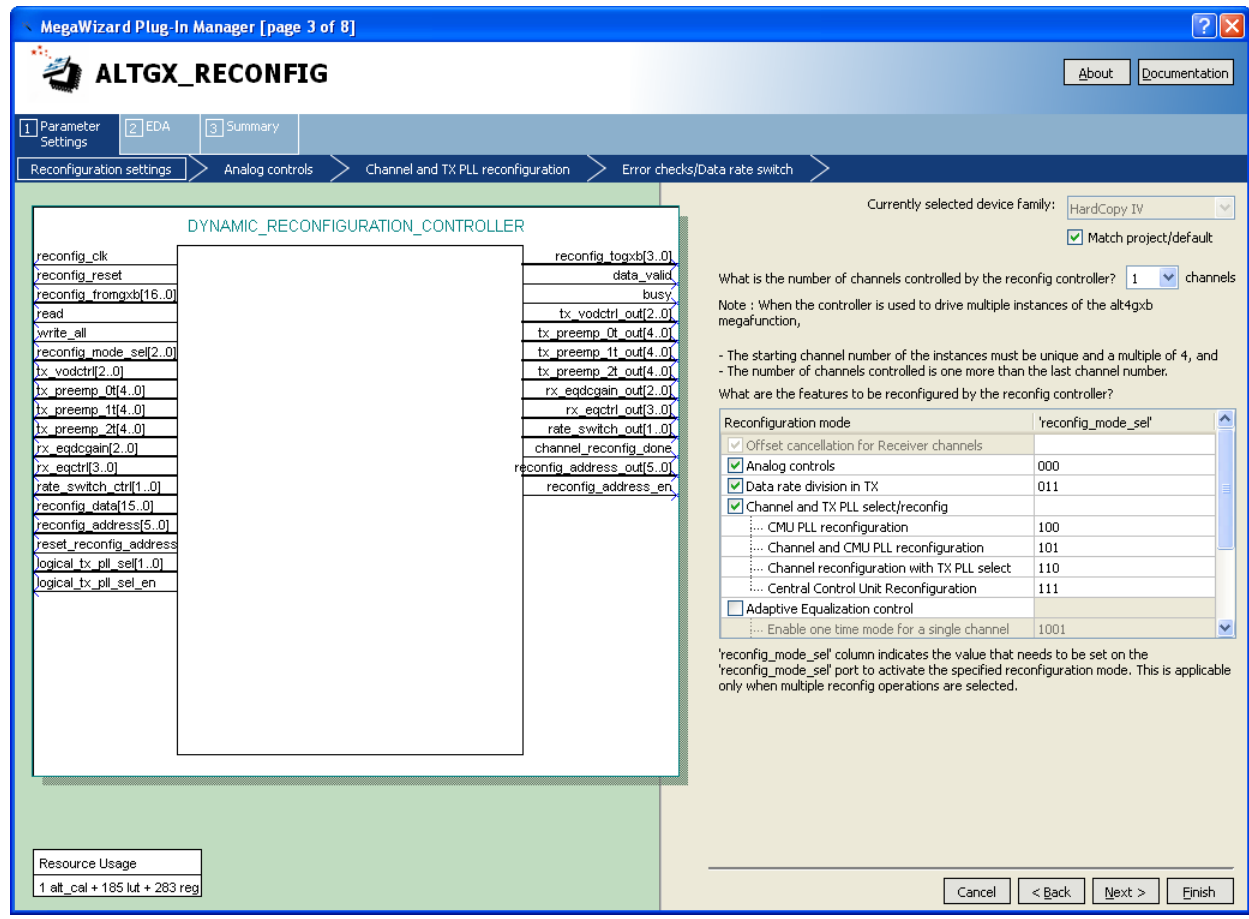 MegaWizard Plug-In Manager [page 3 of 8]
ALTGX_RECONFIG
About
Documentation
1 Parameter Settings
2 EDA
3 Summary
Reconfiguration settings
Analog controls
Channel and TX PLL reconfiguration
Error checks/Data rate switch
DYNAMIC_RECONFIGURATION_CONTROLLER
reconfig_clk
reconfig_reset
reconfig_fromgxb[16..0]
read
write_all
reconfig_mode_sel[2..0]
tx_vodctrl[2..0]
tx_preemp_0t[4..0]
tx_preemp_1t[4..0]
tx_preemp_2t[4..0]
rx_eqdcgain[2..0]
rx_eqctrl[3..0]
rate_switch_ctrl[1..0]
reconfig_data[15..0]
reconfig_address[5..0]
reset_reconfig_address
logical_tx_pll_sel[1..0]
logical_tx_pll_sel_en
reconfig_togxb[3..0]
data_valid
busy
tx_vodctrl_out[2..0]
tx_preemp_0t_out[4..0]
tx_preemp_1t_out[4..0]
tx_preemp_2t_out[4..0]
rx_eqdcgain_out[2..0]
rx_eqctrl_out[3..0]
rate_switch_out[1..0]
channel_reconfig_done
reconfig_address_out[5..0]
reconfig_address_en
Resource Usage
1 alt_cal + 185 lut + 283 reg
Currently selected device family:
HardCopy IV
Match project/default
What is the number of channels controlled by the reconfig controller? 1 channels
Note : When the controller is used to drive multiple instances of the alt4gxb
megafunction,
- The starting channel number of the instances must be unique and a multiple of 4, and
- The number of channels controlled is one more than the last channel number.
What are the features to be reconfigured by the reconfig controller?
Reconfiguration mode 'reconfig_mode_sel'
Offset cancellation for Receiver channels
Analog controls 000
Data rate division in TX 011
Channel and TX PLL select/reconfig
CMU PLL reconfiguration 100
Channel and CMU PLL reconfiguration 101
Channel reconfiguration with TX PLL select 110
Central Control Unit Reconfiguration 111
Adaptive Equalization control
Enable one time mode for a single channel 1001
'reconfig_mode_sel' column indicates the value that needs to be set on the
'reconfig_mode_sel' port to activate the specified reconfiguration mode. This is applicable
only when multiple reconfig operations are selected.
Cancel
< Back
Next >
Finish